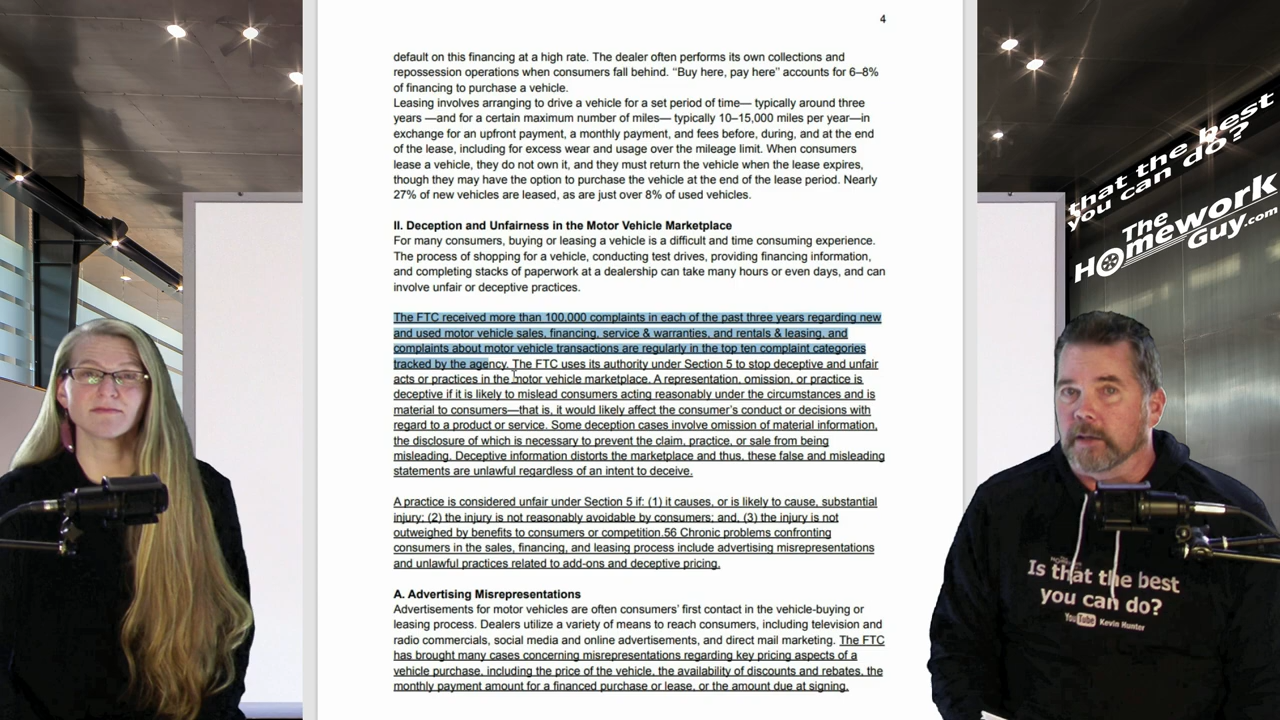 4
default on this financing at a high rate. The dealer often performs its own collections and
repossession operations when consumers fall behind. “Buy here, pay here” accounts for 6–8%
of financing to purchase a vehicle.
Leasing involves arranging to drive a vehicle for a set period of time— typically around three
years —and for a certain maximum number of miles— typically 10–15,000 miles per year—in
exchange for an upfront payment, a monthly payment, and fees before, during, and at the end
of the lease, including for excess wear and usage over the mileage limit. When consumers
lease a vehicle, they do not own it, and they must return the vehicle when the lease expires,
though they may have the option to purchase the vehicle at the end of the lease period. Nearly
27% of new vehicles are leased, as are just over 8% of used vehicles.
II. Deception and Unfairness in the Motor Vehicle Marketplace
For many consumers, buying or leasing a vehicle is a difficult and time consuming experience.
The process of shopping for a vehicle, conducting test drives, providing financing information,
and completing stacks of paperwork at a dealership can take many hours or even days, and can
involve unfair or deceptive practices.
The FTC received more than 100,000 complaints in each of the past three years regarding new
and used motor vehicle sales, financing, service & warranties, and rentals & leasing, and
complaints about motor vehicle transactions are regularly in the top ten complaint categories
tracked by the agency. The FTC uses its authority under Section 5 to stop deceptive and unfair
acts or practices in the motor vehicle marketplace. A representation, omission, or practice is
deceptive if it is likely to mislead consumers acting reasonably under the circumstances and is
material to consumers—that is, it would likely affect the consumer’s conduct or decisions with
regard to a product or service. Some deception cases involve omission of material information,
the disclosure of which is necessary to prevent the claim, practice, or sale from being
misleading. Deceptive information distorts the marketplace and thus, these false and misleading
statements are unlawful regardless of an intent to deceive.
A practice is considered unfair under Section 5 if: (1) it causes, or is likely to cause, substantial
injury; (2) the injury is not reasonably avoidable by consumers; and, (3) the injury is not
outweighed by benefits to consumers or competition.56 Chronic problems confronting
consumers in the sales, financing, and leasing process include advertising misrepresentations
and unlawful practices related to add-ons and deceptive pricing.
A. Advertising Misrepresentations
Advertisements for motor vehicles are often consumers’ first contact in the vehicle-buying or
leasing process. Dealers utilize a variety of means to reach consumers, including television and
radio commercials, social media and online advertisements, and direct mail marketing. The FTC
has brought many cases concerning misrepresentations regarding key pricing aspects of a
vehicle purchase, including the price of the vehicle, the availability of discounts and rebates, the
monthly payment amount for a financed purchase or lease, or the amount due at signing.
that the best
you can do?
The
Homework
Guy.com
Is that the best
you can do?
YouTube Kevin Hunter